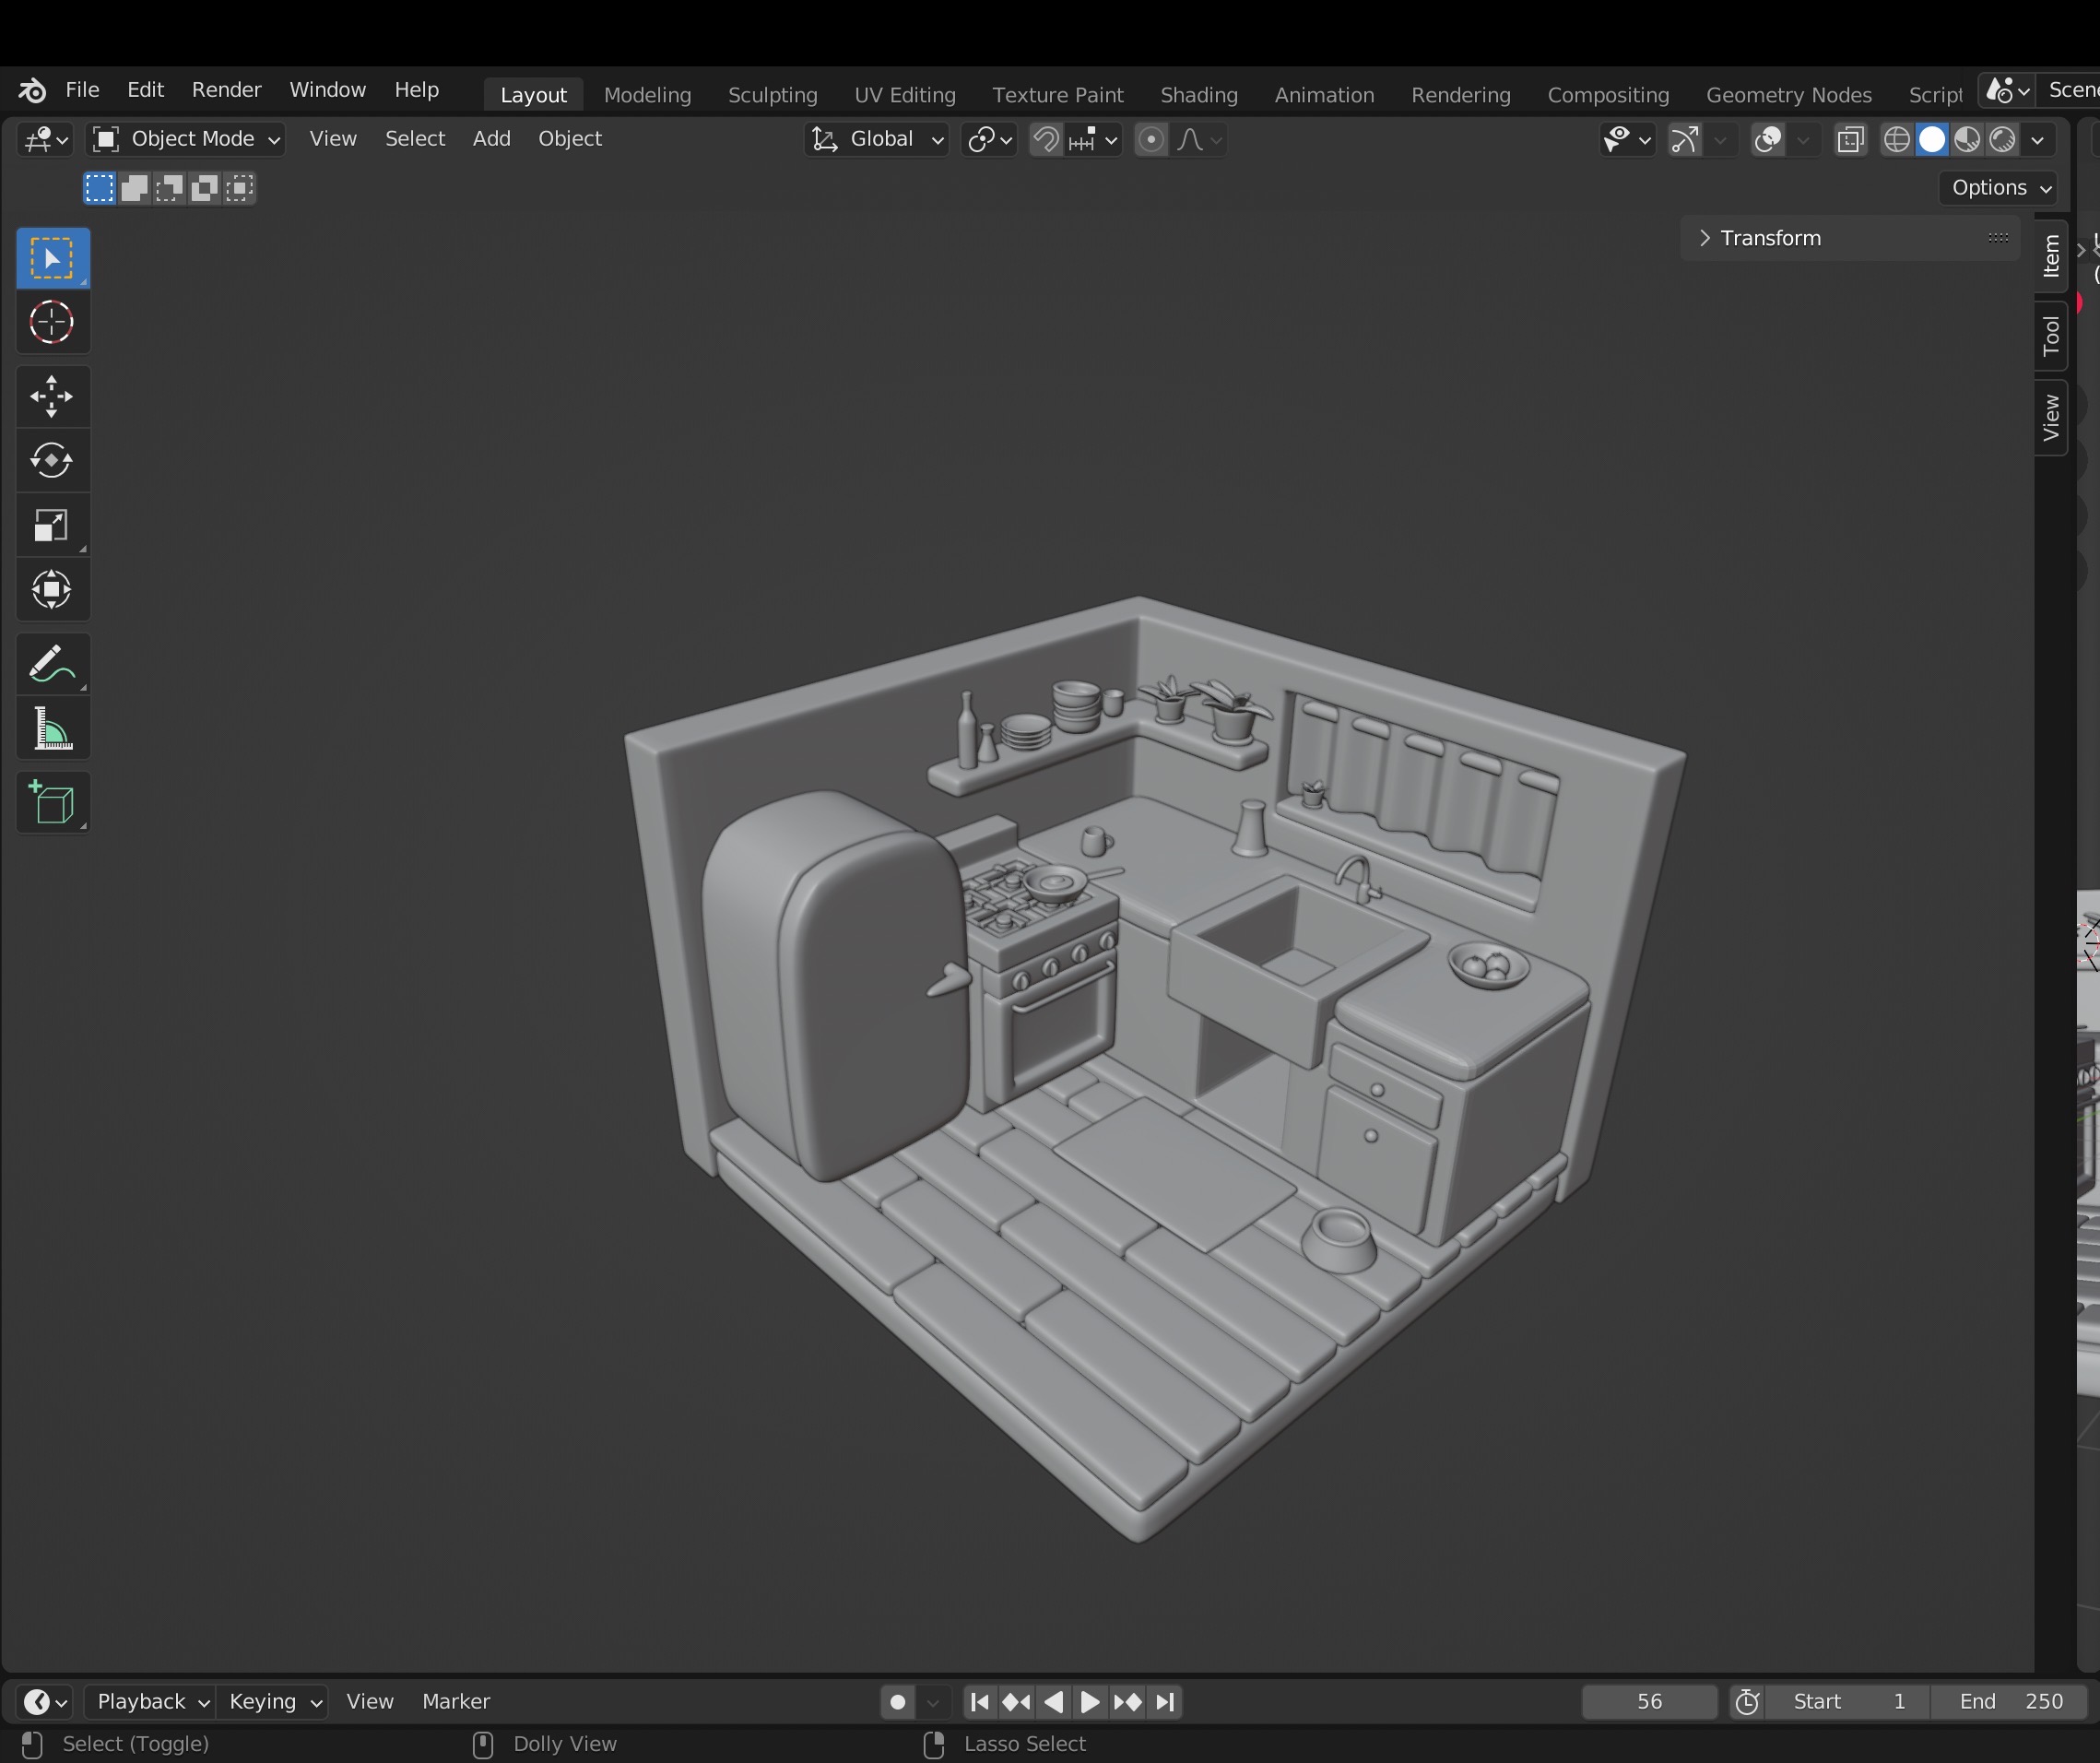 File Edit Render Window Help Layout Modeling Sculpting UV Editing Texture Paint Shading Animation Rendering Compositing Geometry Nodes Script Scene
Object Mode View Select Add Object Global
Options
Transform
Item
Tool
View
Playback Keying View Marker 56 Start 1 End 250
Select (Toggle) Dolly View Lasso Select